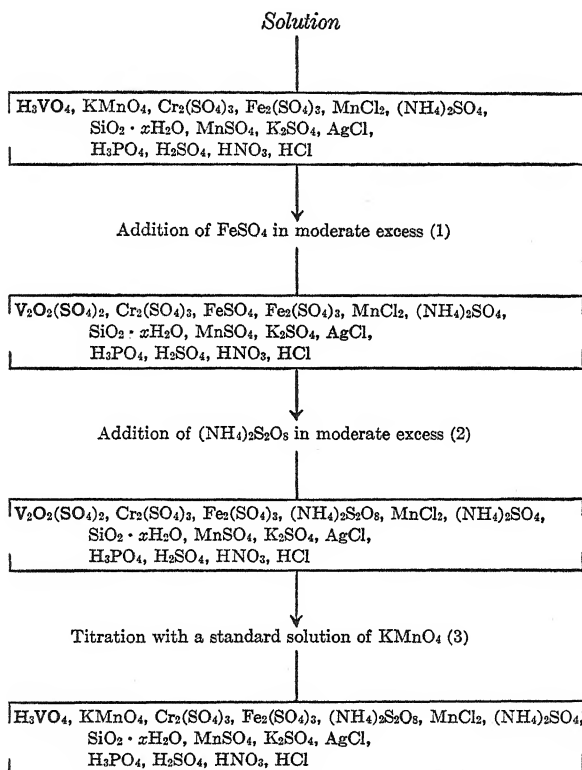 Solution
H₃VO₄, KMnO₄, Cr₂(SO₄)₃, Fe₂(SO₄)₃, MnCl₂, (NH₄)₂SO₄,
SiO₂ · xH₂O, MnSO₄, K₂SO₄, AgCl,
H₃PO₄, H₂SO₄, HNO₃, HCl
Addition of FeSO₄ in moderate excess (1)
V₂O₂(SO₄)₂, Cr₂(SO₄)₃, FeSO₄, Fe₂(SO₄)₃, MnCl₂, (NH₄)₂SO₄,
SiO₂ · xH₂O, MnSO₄, K₂SO₄, AgCl,
H₃PO₄, H₂SO₄, HNO₃, HCl
Addition of (NH₄)₂S₂O₈ in moderate excess (2)
V₂O₂(SO₄)₂, Cr₂(SO₄)₃, Fe₂(SO₄)₃, (NH₄)₂S₂O₈, MnCl₂, (NH₄)₂SO₄,
SiO₂ · xH₂O, MnSO₄, K₂SO₄, AgCl,
H₃PO₄, H₂SO₄, HNO₃, HCl
Titration with a standard solution of KMnO₄ (3)
H₃VO₄, KMnO₄, Cr₂(SO₄)₃, Fe₂(SO₄)₃, (NH₄)₂S₂O₈, MnCl₂, (NH₄)₂SO₄,
SiO₂ · xH₂O, MnSO₄, K₂SO₄, AgCl,
H₃PO₄, H₂SO₄, HNO₃, HCl